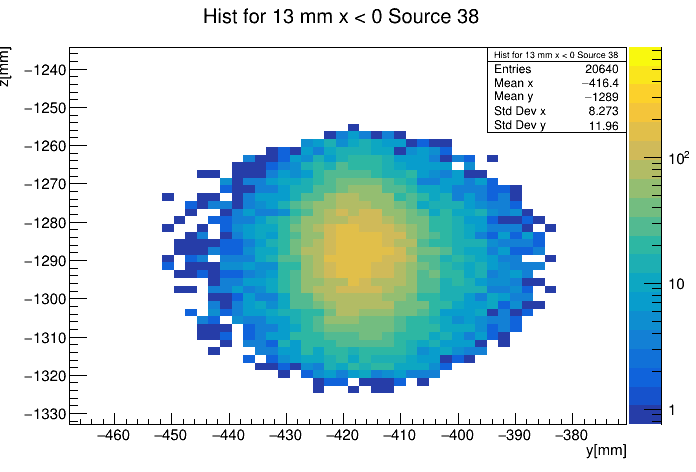 Hist for 13 mm x < 0 Source 38
z[mm]
Hist for 13 mm x < 0 Source 38
Entries 20640
Mean x −416.4
Mean y −1289
Std Dev x 8.273
Std Dev y 11.96
−1240
−1250
−1260
−1270
−1280
−1290
−1300
−1310
−1320
−1330
10²
10
1
−460 −450 −440 −430 −420 −410 −400 −390 −380
y[mm]